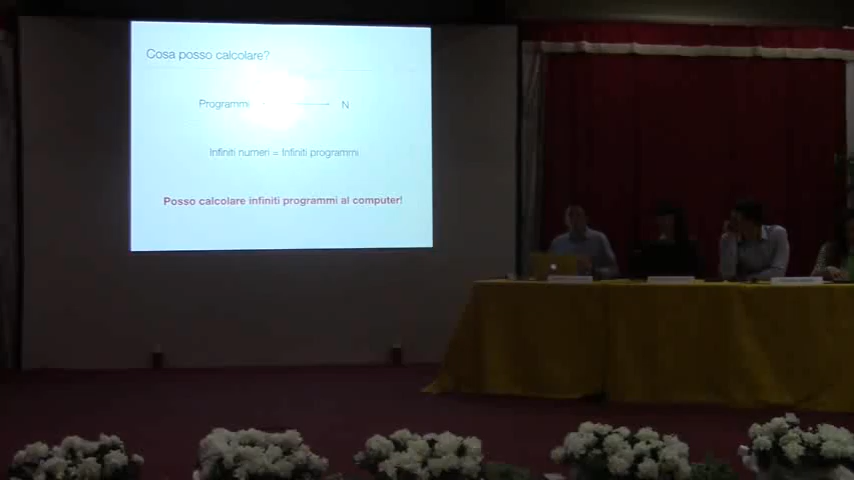 Cosa posso calcolare?
Programmi N
Infiniti numeri = Infiniti programmi
Posso calcolare infiniti programmi al computer!